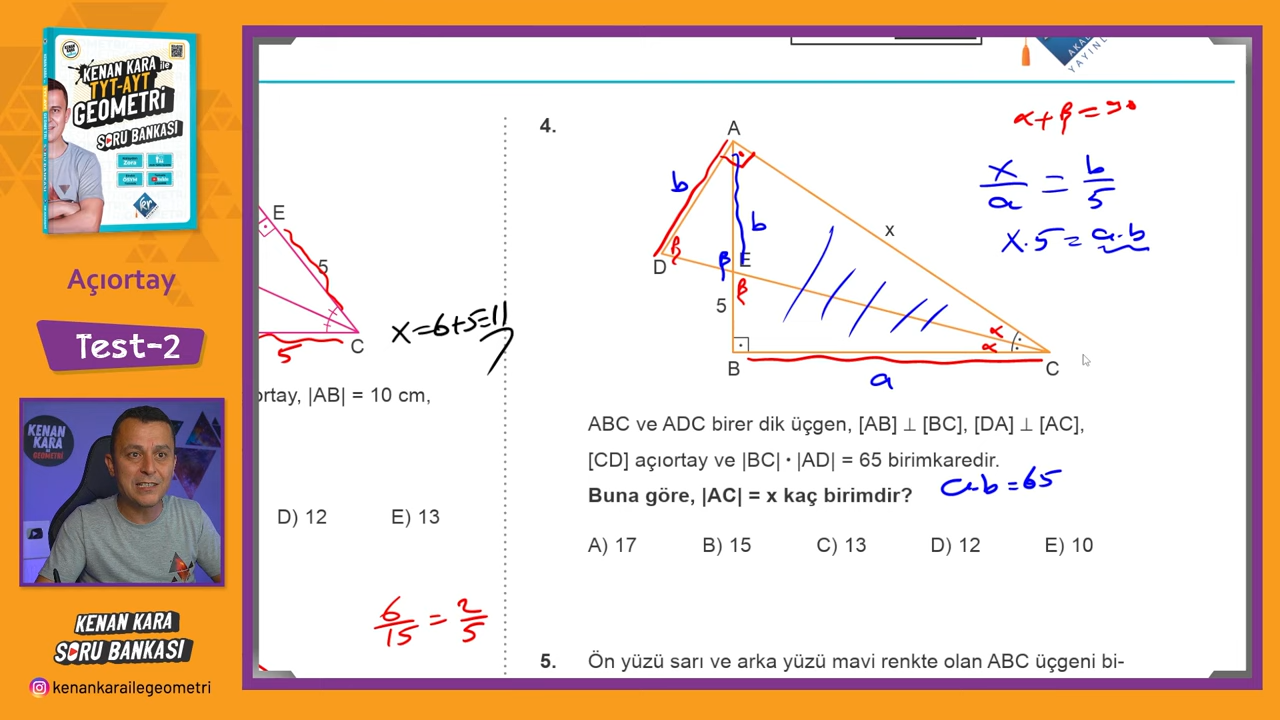 KENAN KARA ile
TYT-AYT
GEOMETRİ
SORU BANKASI
Açıortay
Test-2
KENAN KARA
SORU BANKASI
kenankarailegeometri
E
5
C
5
x=6+5=11
ortay, |AB| = 10 cm,
D) 12 E) 13
6/15 = 2/5
4.
A
b
b
x
D
β
β
E
β
5
α
α
B
C
a
α+β=90
x/a = b/5
x·5=a·b
ABC ve ADC birer dik üçgen, [AB] ⊥ [BC], [DA] ⊥ [AC],
[CD] açıortay ve |BC| · |AD| = 65 birimkaredir.
a·b=65
Buna göre, |AC| = x kaç birimdir?
A) 17 B) 15 C) 13 D) 12 E) 10
5. Ön yüzü sarı ve arka yüzü mavi renkte olan ABC üçgeni bi-